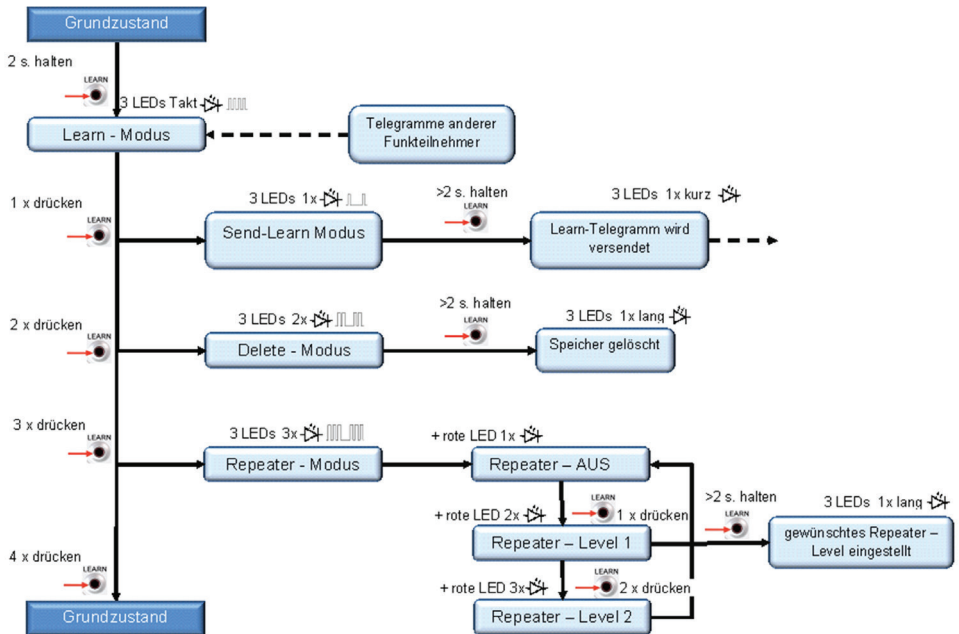 Grundzustand
2 s. halten
LEARN
3 LEDs Takt
Learn - Modus
Telegramme anderer
Funkteilnehmer
1 x drücken
LEARN
3 LEDs 1x
Send-Learn Modus
>2 s. halten
LEARN
3 LEDs 1x kurz
Learn-Telegramm wird
versendet
2 x drücken
LEARN
3 LEDs 2x
Delete - Modus
>2 s. halten
LEARN
3 LEDs 1x lang
Speicher gelöscht
3 x drücken
LEARN
3 LEDs 3x
Repeater - Modus
+ rote LED 1x
Repeater – AUS
LEARN
1 x drücken
+ rote LED 2x
Repeater – Level 1
>2 s. halten
LEARN
3 LEDs 1x lang
gewünschtes Repeater –
Level eingestellt
+ rote LED 3x
LEARN
2 x drücken
Repeater – Level 2
4 x drücken
LEARN
Grundzustand